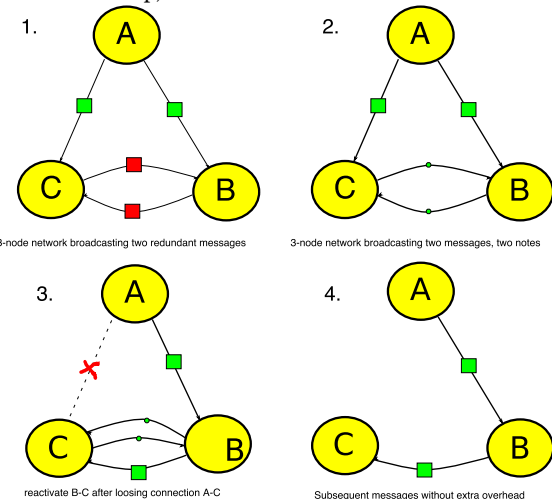 1.
A
C
B
3-node network broadcasting two redundant messages
2.
A
C
B
3-node network broadcasting two messages, two notes
3.
A
C
B
reactivate B-C after loosing connection A-C
4.
A
C
B
Subsequent messages without extra overhead